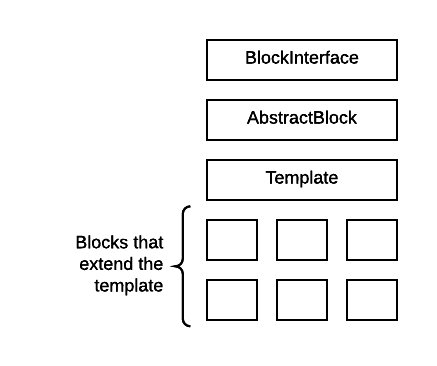 BlockInterface
AbstractBlock
Template
Blocks that
extend the
template